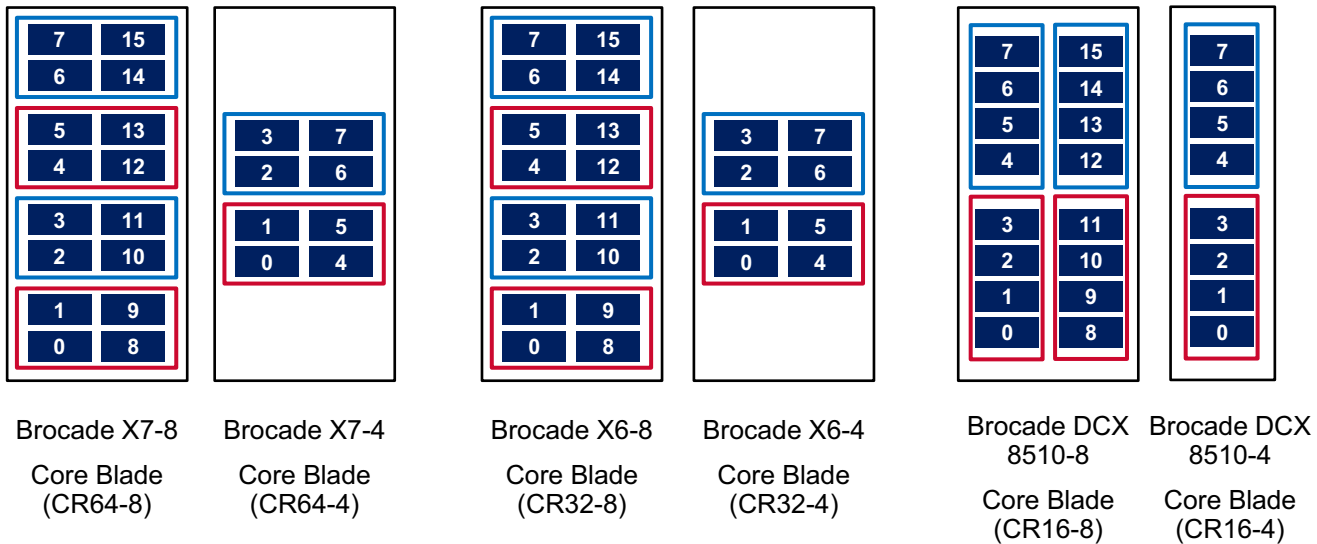 7 15
6 14
5 13
4 12
3 11
2 10
1 9
0 8
Brocade X7-8
Core Blade
(CR64-8)
3 7
2 6
1 5
0 4
Brocade X7-4
Core Blade
(CR64-4)
7 15
6 14
5 13
4 12
3 11
2 10
1 9
0 8
Brocade X6-8
Core Blade
(CR32-8)
3 7
2 6
1 5
0 4
Brocade X6-4
Core Blade
(CR32-4)
7 15
6 14
5 13
4 12
3 11
2 10
1 9
0 8
Brocade DCX
8510-8
Core Blade
(CR16-8)
7
6
5
4
3
2
1
0
Brocade DCX
8510-4
Core Blade
(CR16-4)